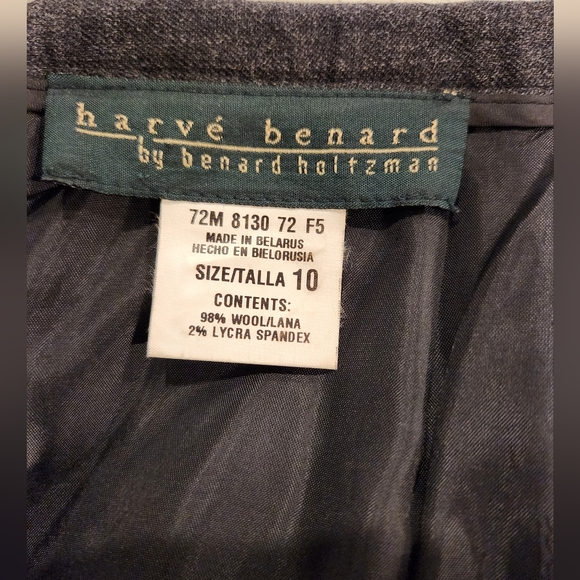 harvé benard
by benard holtzman
72M 8130 72 F5
MADE IN BELARUS
HECHO EN BIELORUSIA
SIZE/TALLA 10
CONTENTS:
98% WOOL/LANA
2% LYCRA SPANDEX